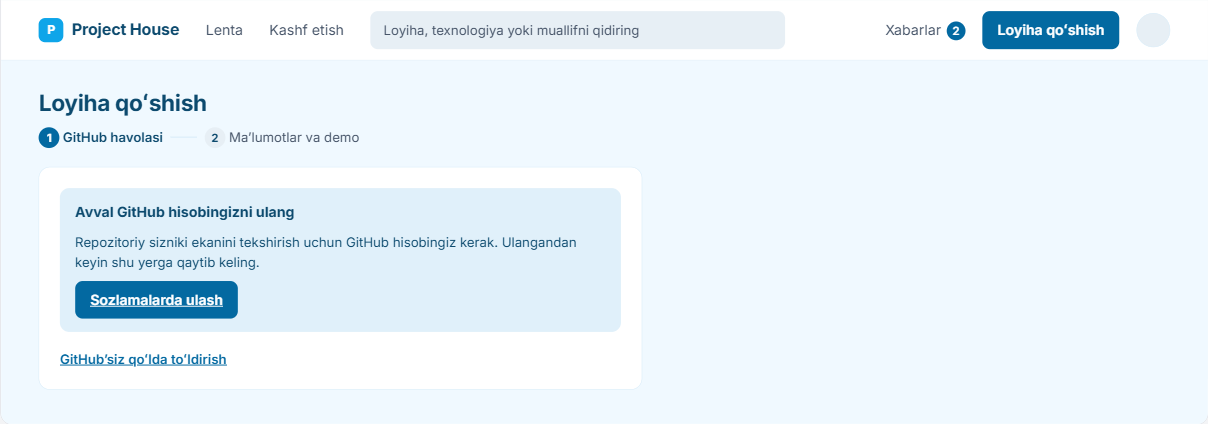 P Project House Lenta Kashf etish Loyiha, texnologiya yoki muallifni qidiring Xabarlar 2 Loyiha qoʻshish
Loyiha qoʻshish
1 GitHub havolasi 2 Maʼlumotlar va demo
Avval GitHub hisobingizni ulang
Repozitoriy sizniki ekanini tekshirish uchun GitHub hisobingiz kerak. Ulangandan
keyin shu yerga qaytib keling.
Sozlamalarda ulash
GitHub’siz qoʻlda toʻldirish